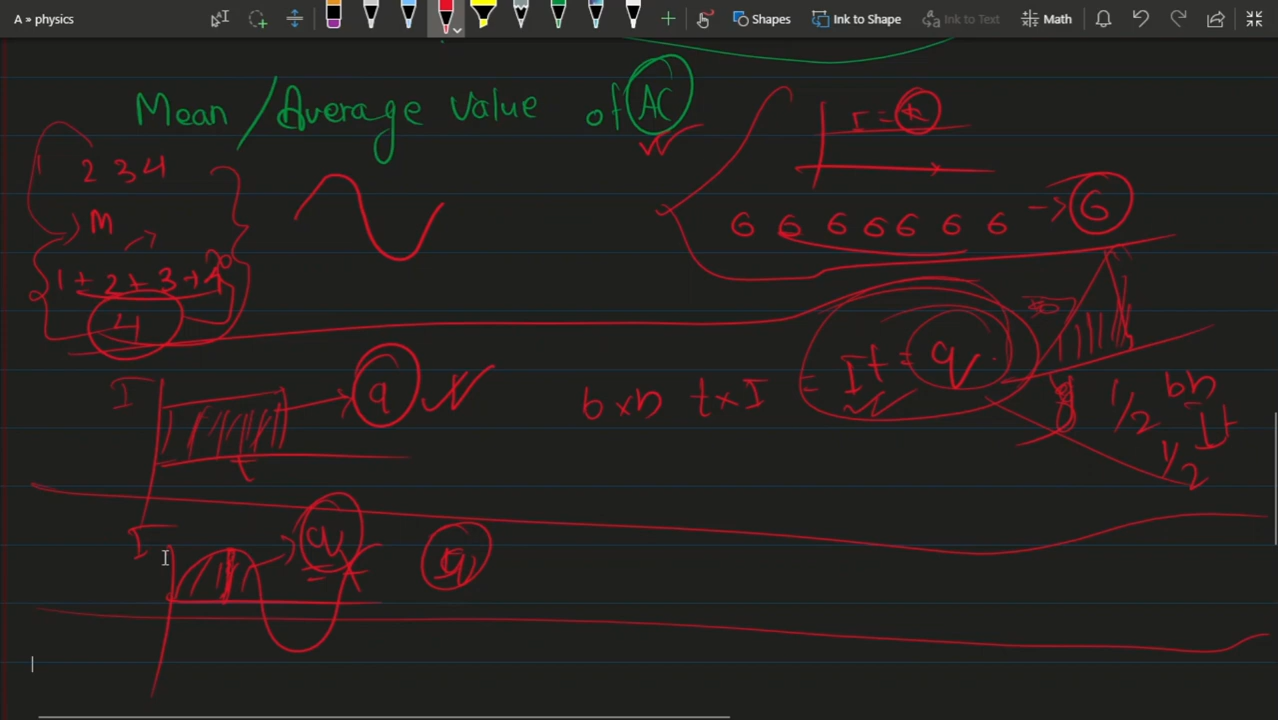 A » physics
Shapes
Ink to Shape
Ink to Text
Math
Mean / Average Value of AC
I =
1 2 3 4
M
6 6 6 6 6 6 6 → 6
1 + 2 + 3 + 4
4
I
q
t
b × h t × I = It = q
1/2 bh
It
1/2
I
q
q